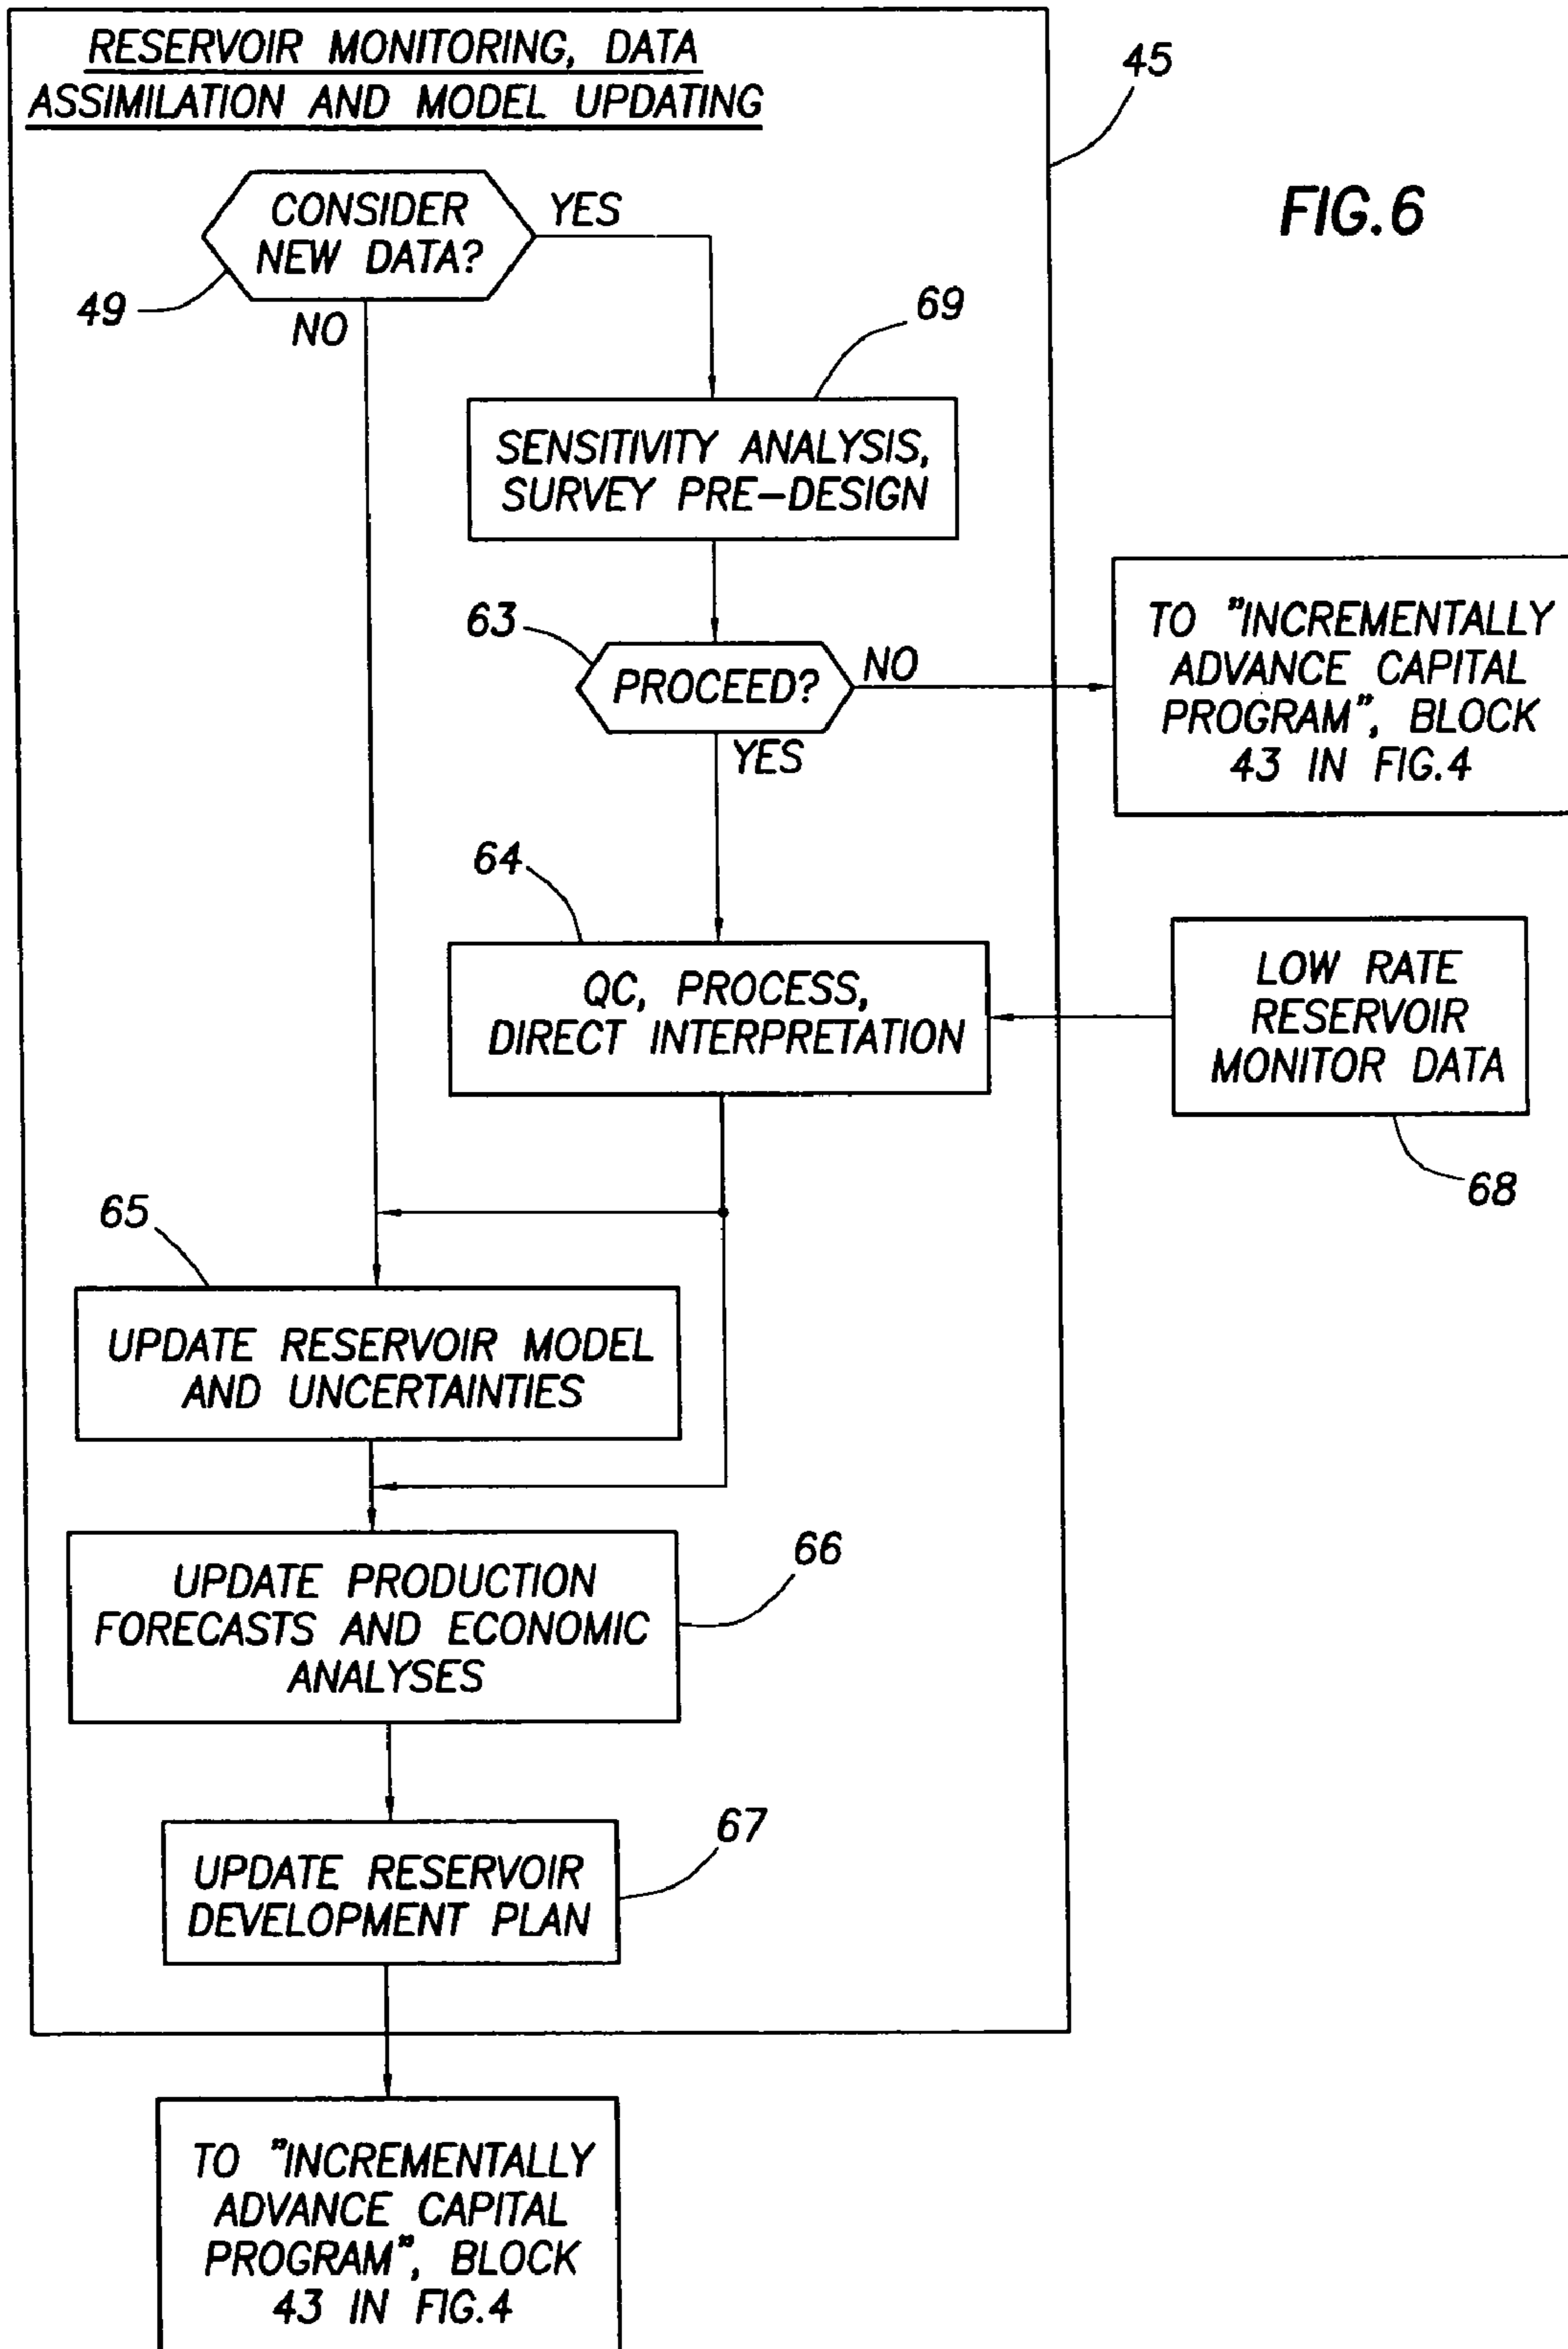 RESERVOIR MONITORING, DATA
ASSIMILATION AND MODEL UPDATING
45
FIG.6
CONSIDER
NEW DATA?
YES
49
NO
69
SENSITIVITY ANALYSIS,
SURVEY PRE-DESIGN
63
PROCEED?
NO
YES
TO "INCREMENTALLY
ADVANCE CAPITAL
PROGRAM", BLOCK
43 IN FIG.4
64
QC, PROCESS,
DIRECT INTERPRETATION
LOW RATE
RESERVOIR
MONITOR DATA
68
65
UPDATE RESERVOIR MODEL
AND UNCERTAINTIES
66
UPDATE PRODUCTION
FORECASTS AND ECONOMIC
ANALYSES
67
UPDATE RESERVOIR
DEVELOPMENT PLAN
TO "INCREMENTALLY
ADVANCE CAPITAL
PROGRAM", BLOCK
43 IN FIG.4